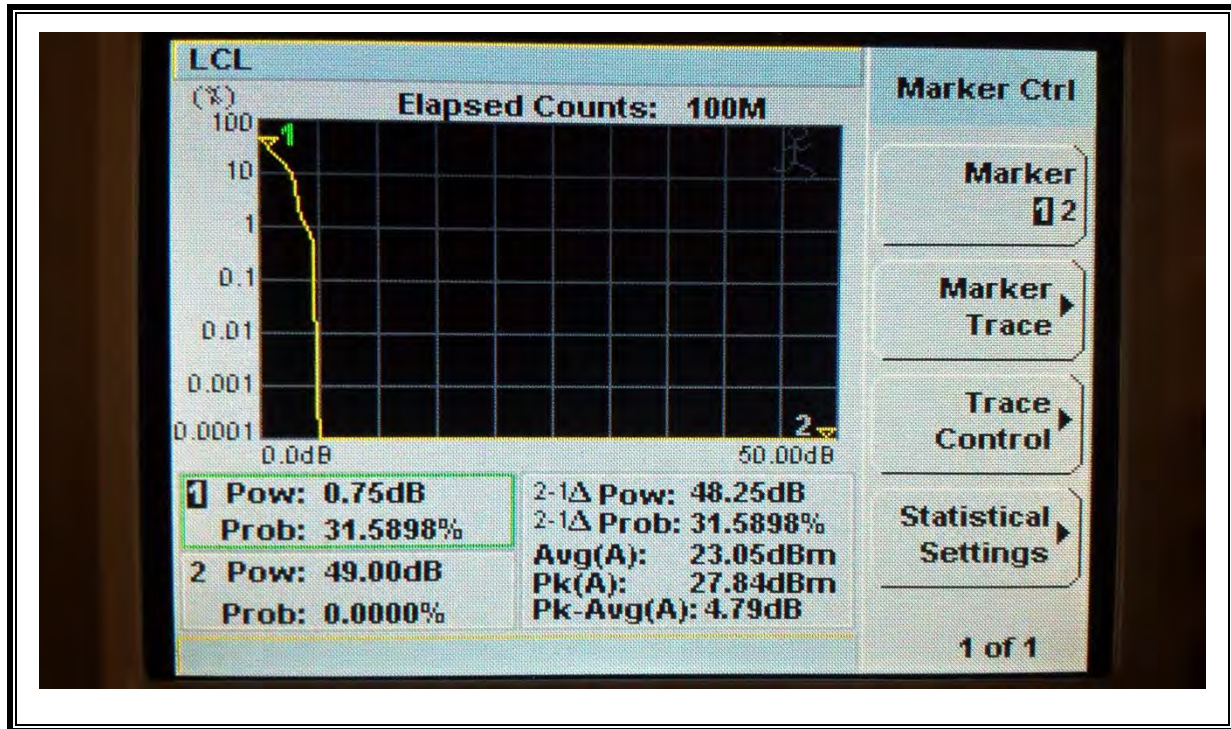 LCL
(%)
Elapsed Counts: 100M
100
1
10
1
0.1
0.01
0.001
0.0001
2
0.0dB
50.00dB
1 Pow: 0.75dB
Prob: 31.5898%
2 Pow: 49.00dB
Prob: 0.0000%
2-1Δ Pow: 48.25dB
2-1Δ Prob: 31.5898%
Avg(A): 23.05dBm
Pk(A): 27.84dBm
Pk-Avg(A): 4.79dB
Marker Ctrl
Marker
1 2
Marker
Trace
Trace
Control
Statistical
Settings
1 of 1